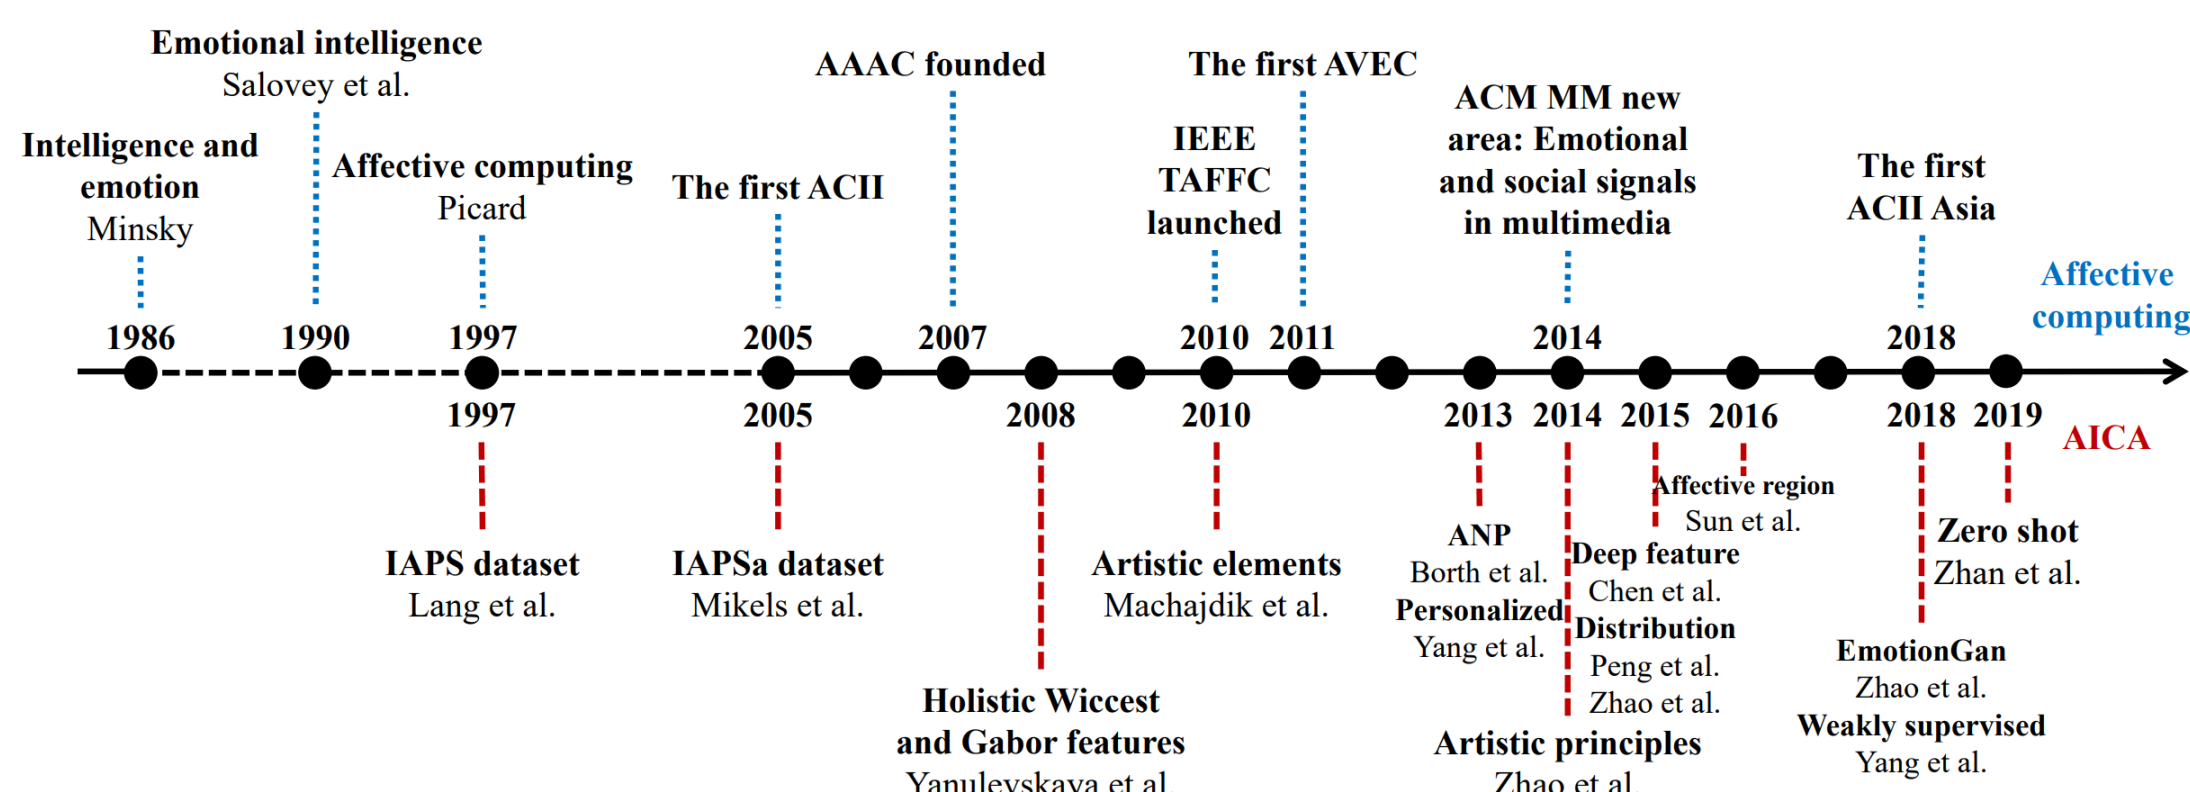 Emotional intelligence
Salovey et al.
Intelligence and
emotion
Minsky
Affective computing
Picard
The first ACII
AAAC founded
IEEE
TAFFC
launched
The first AVEC
ACM MM new
area: Emotional
and social signals
in multimedia
The first
ACII Asia
Affective
computing
1986
1990
1997
2005
2007
2010
2011
2014
2018
1997
2005
2008
2010
2013
2014
2015
2016
2018
2019
AICA
IAPS dataset
Lang et al.
IAPSa dataset
Mikels et al.
Holistic Wiccest
and Gabor features
Yanulevskaya et al.
Artistic elements
Machajdik et al.
ANP
Borth et al.
Personalized
Yang et al.
Artistic principles
Zhao et al.
Deep feature
Chen et al.
Distribution
Peng et al.
Zhao et al.
Affective region
Sun et al.
EmotionGan
Zhao et al.
Weakly supervised
Yang et al.
Zero shot
Zhan et al.